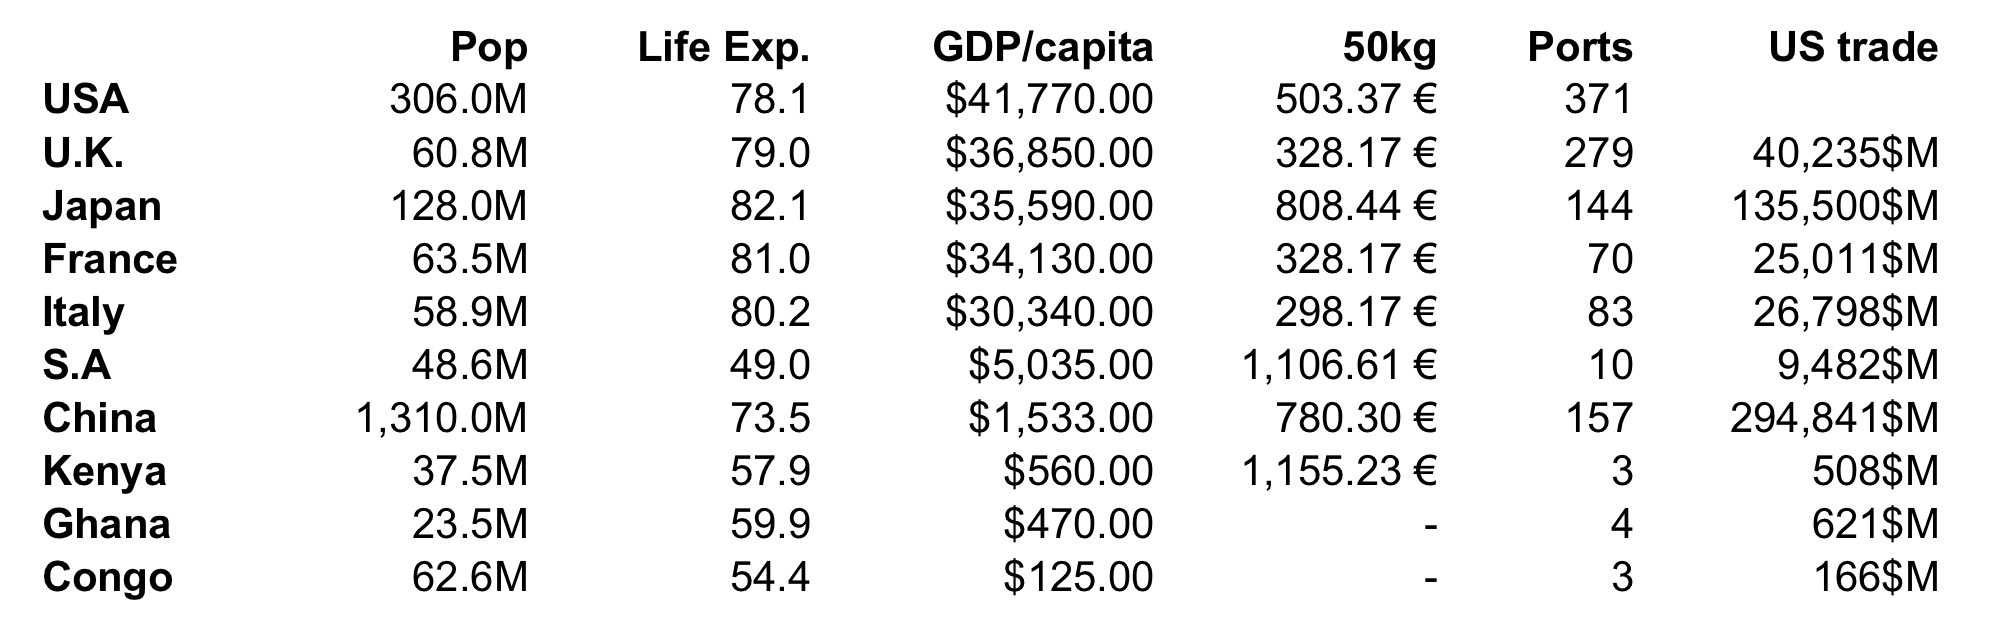 Pop Life Exp. GDP/capita 50kg Ports US trade
USA 306.0M 78.1 $41,770.00 503.37 € 371
U.K. 60.8M 79.0 $36,850.00 328.17 € 279 40,235$M
Japan 128.0M 82.1 $35,590.00 808.44 € 144 135,500$M
France 63.5M 81.0 $34,130.00 328.17 € 70 25,011$M
Italy 58.9M 80.2 $30,340.00 298.17 € 83 26,798$M
S.A 48.6M 49.0 $5,035.00 1,106.61 € 10 9,482$M
China 1,310.0M 73.5 $1,533.00 780.30 € 157 294,841$M
Kenya 37.5M 57.9 $560.00 1,155.23 € 3 508$M
Ghana 23.5M 59.9 $470.00 - 4 621$M
Congo 62.6M 54.4 $125.00 - 3 166$M